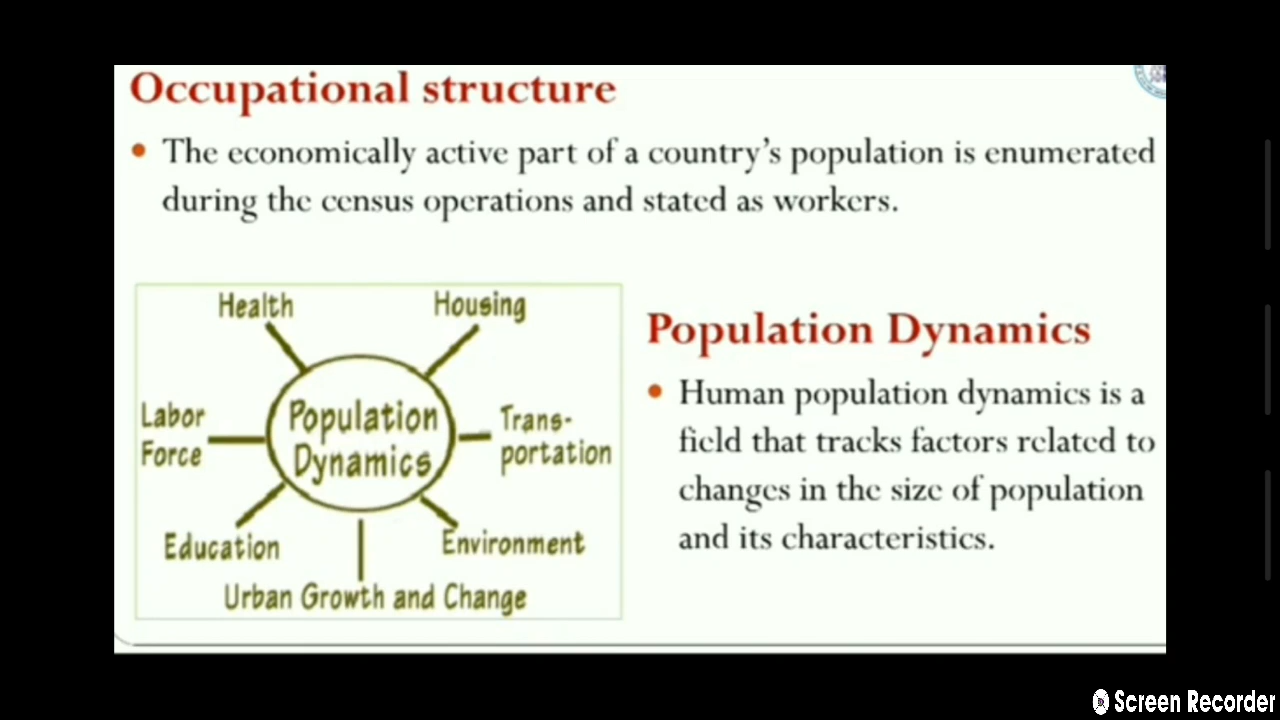 Occupational structure
• The economically active part of a country's population is enumerated
during the census operations and stated as workers.
Health
Housing
Labor
Force
Population
Dynamics
Trans-
portation
Education
Environment
Urban Growth and Change
Population Dynamics
• Human population dynamics is a
field that tracks factors related to
changes in the size of population
and its characteristics.
Screen Recorder